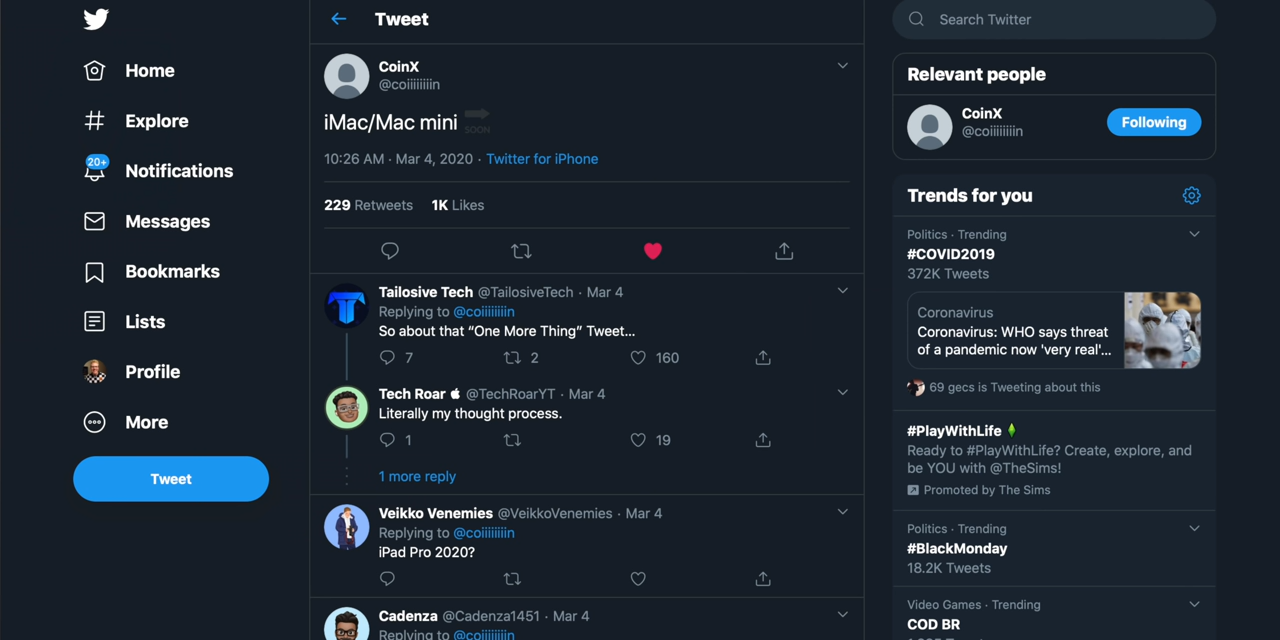 Home
Explore
20+
Notifications
Messages
Bookmarks
Lists
Profile
More
Tweet
Tweet
CoinX
@coiiiiiiiin
iMac/Mac mini SOON
10:26 AM · Mar 4, 2020 · Twitter for iPhone
229 Retweets 1K Likes
Tailosive Tech @TailosiveTech · Mar 4
Replying to @coiiiiiiiin
So about that “One More Thing” Tweet...
7 2 160
Tech Roar @TechRoarYT · Mar 4
Literally my thought process.
1 19
1 more reply
Veikko Venemies @VeikkoVenemies · Mar 4
Replying to @coiiiiiiiin
iPad Pro 2020?
Cadenza @Cadenza1451 · Mar 4
Replying to @coiiiiiiiin
Search Twitter
Relevant people
CoinX
@coiiiiiiiin
Following
Trends for you
Politics · Trending
#COVID2019
372K Tweets
Coronavirus
Coronavirus: WHO says threat
of a pandemic now 'very real'...
69 gecs is Tweeting about this
#PlayWithLife
Ready to #PlayWithLife? Create, explore, and
be YOU with @TheSims!
Promoted by The Sims
Politics · Trending
#BlackMonday
18.2K Tweets
Video Games · Trending
COD BR